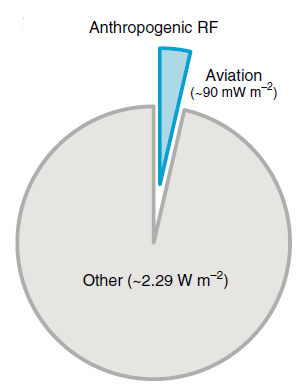 Anthropogenic RF
Aviation
(~90 mW m⁻²)
Other (~2.29 W m⁻²)